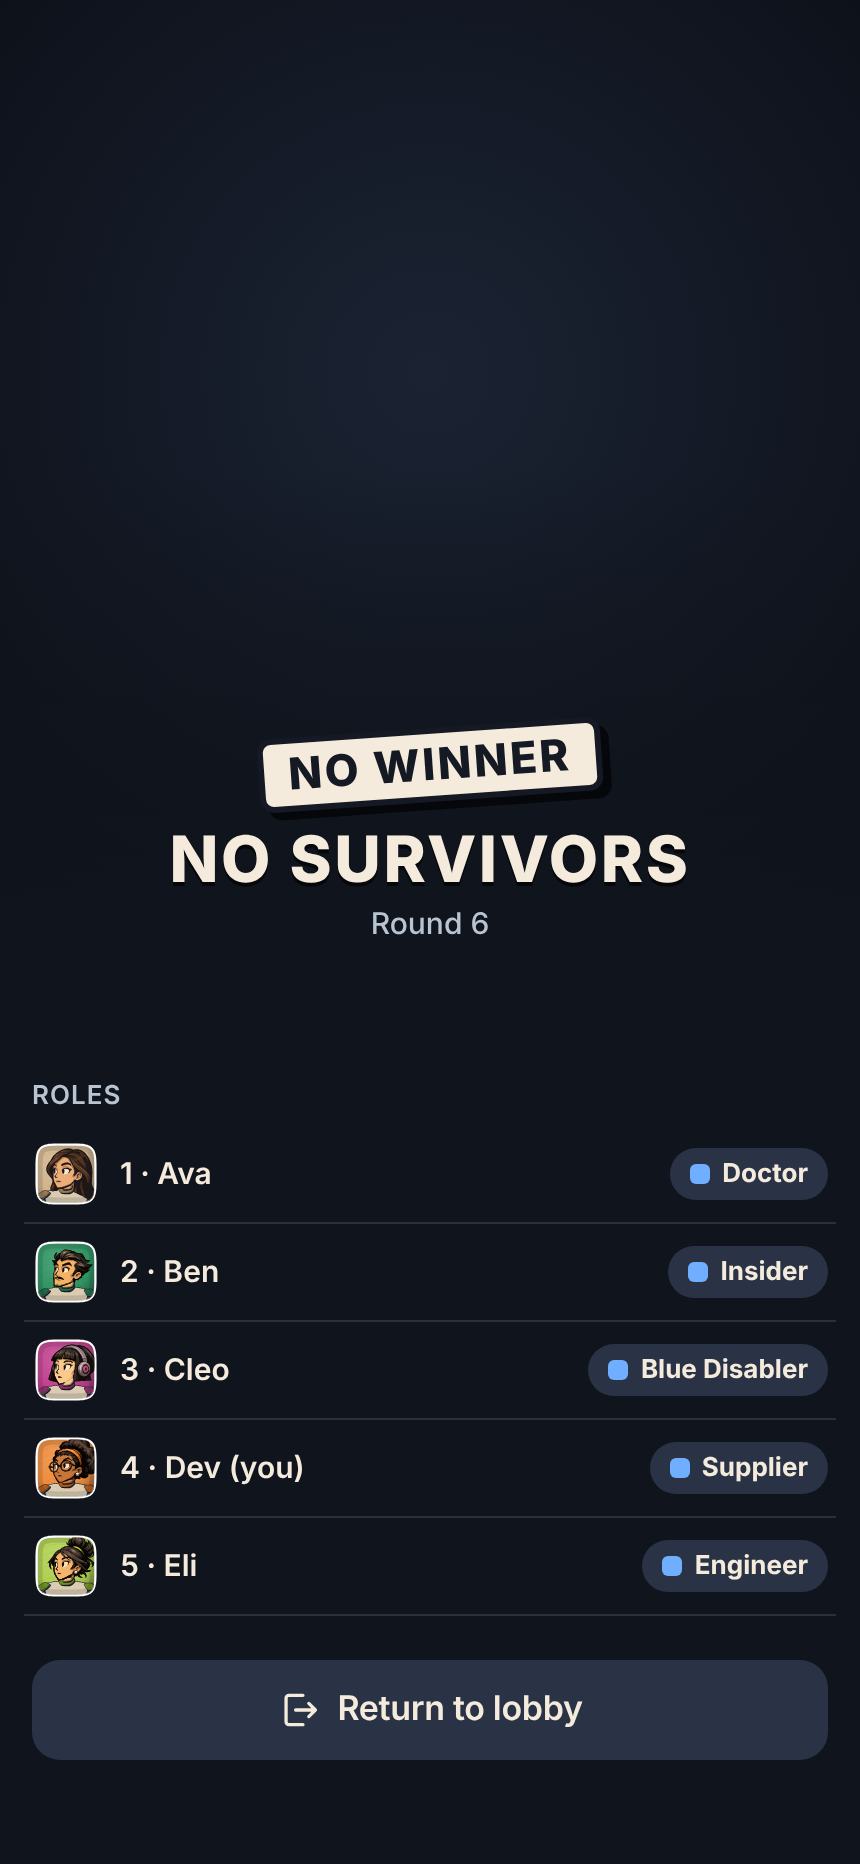 NO WINNER
NO SURVIVORS
Round 6
ROLES
1 · Ava
Doctor
2 · Ben
Insider
3 · Cleo
Blue Disabler
4 · Dev (you)
Supplier
5 · Eli
Engineer
Return to lobby